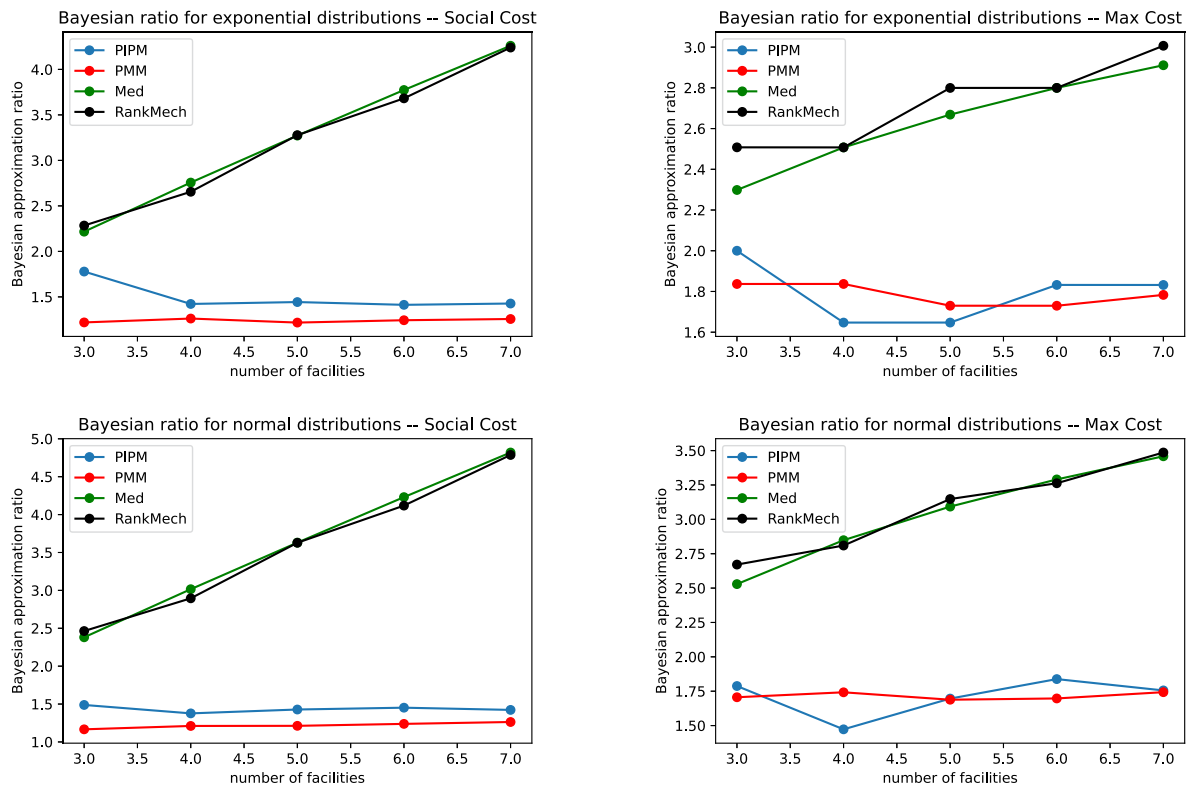 Bayesian ratio for exponential distributions -- Social Cost
PIPM
PMM
Med
RankMech
Bayesian approximation ratio
4.0
3.5
3.0
2.5
2.0
1.5
3.0 3.5 4.0 4.5 5.0 5.5 6.0 6.5 7.0
number of facilities
Bayesian ratio for exponential distributions -- Max Cost
PIPM
PMM
Med
RankMech
Bayesian approximation ratio
3.0
2.8
2.6
2.4
2.2
2.0
1.8
1.6
3.0 3.5 4.0 4.5 5.0 5.5 6.0 6.5 7.0
number of facilities
Bayesian ratio for normal distributions -- Social Cost
PIPM
PMM
Med
RankMech
Bayesian approximation ratio
5.0
4.5
4.0
3.5
3.0
2.5
2.0
1.5
1.0
3.0 3.5 4.0 4.5 5.0 5.5 6.0 6.5 7.0
number of facilities
Bayesian ratio for normal distributions -- Max Cost
PIPM
PMM
Med
RankMech
Bayesian approximation ratio
3.50
3.25
3.00
2.75
2.50
2.25
2.00
1.75
1.50
3.0 3.5 4.0 4.5 5.0 5.5 6.0 6.5 7.0
number of facilities